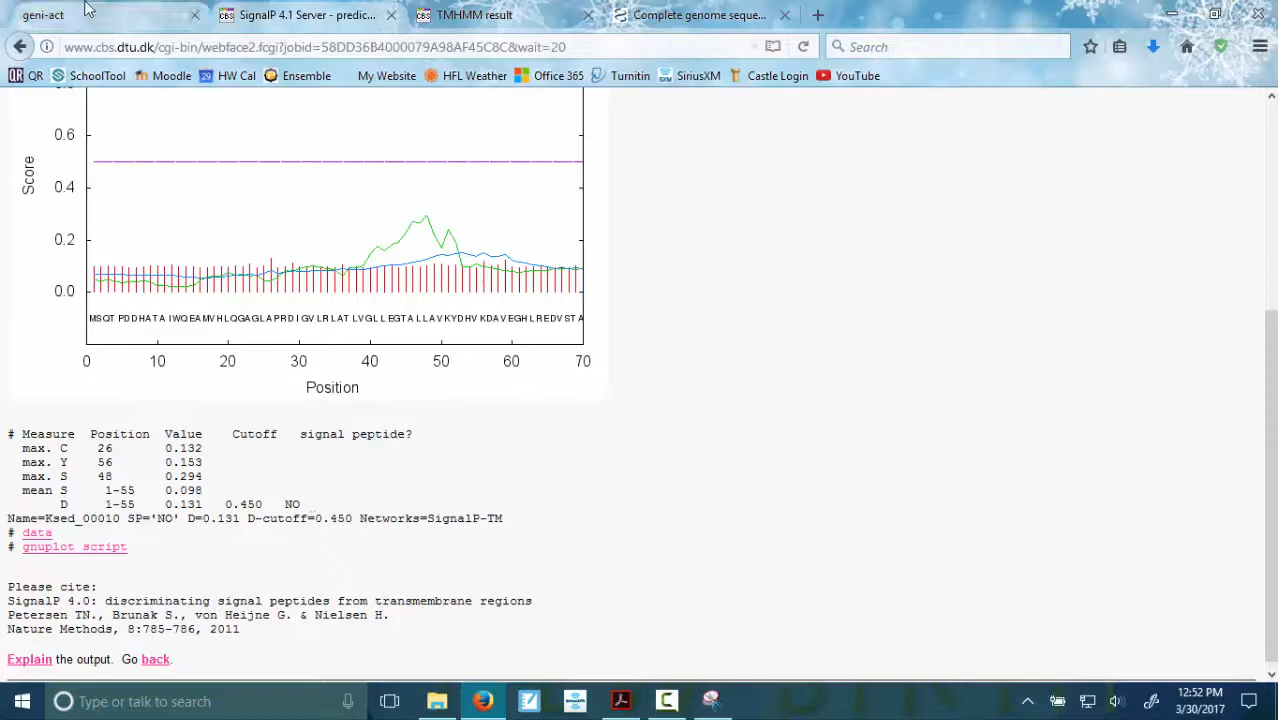 geni-act
SignalP 4.1 Server - predic...
TMHMM result
Complete genome seque...
www.cbs.dtu.dk/cgi-bin/webface2.fcgi?jobid=58DD36B4000079A98AF45C8C&wait=20
Search
QR
SchoolTool
Moodle
HW Cal
Ensemble
My Website
HFL Weather
Office 365
Turnitin
SiriusXM
Castle Login
YouTube
0.6
0.4
0.2
0.0
Score
MSQTPDDHATAIWQEAMVHLQGAGLAPRDIGVLRLATLVGLLEGTALLAVKYDHVKDAVEGHLREDVSTA
0 10 20 30 40 50 60 70
Position
# Measure Position Value Cutoff signal peptide?
max. C 26 0.132
max. Y 56 0.153
max. S 48 0.294
mean S 1-55 0.098
D 1-55 0.131 0.450 NO
Name=Ksed_00010 SP='NO' D=0.131 D-cutoff=0.450 Networks=SignalP-TM
# data
# gnuplot script
Please cite:
SignalP 4.0: discriminating signal peptides from transmembrane regions
Petersen TN., Brunak S., von Heijne G. & Nielsen H.
Nature Methods, 8:785-786, 2011
Explain the output. Go back.
Type or talk to search
12:52 PM
3/30/2017